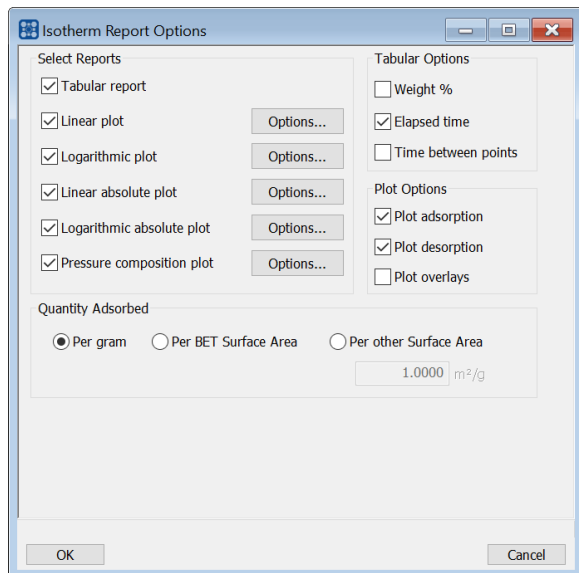 Isotherm Report Options
Select Reports
Tabular report
Linear plot
Options...
Logarithmic plot
Options...
Linear absolute plot
Options...
Logarithmic absolute plot
Options...
Pressure composition plot
Options...
Tabular Options
Weight %
Elapsed time
Time between points
Plot Options
Plot adsorption
Plot desorption
Plot overlays
Quantity Adsorbed
Per gram
Per BET Surface Area
Per other Surface Area
1.0000 m²/g
OK
Cancel